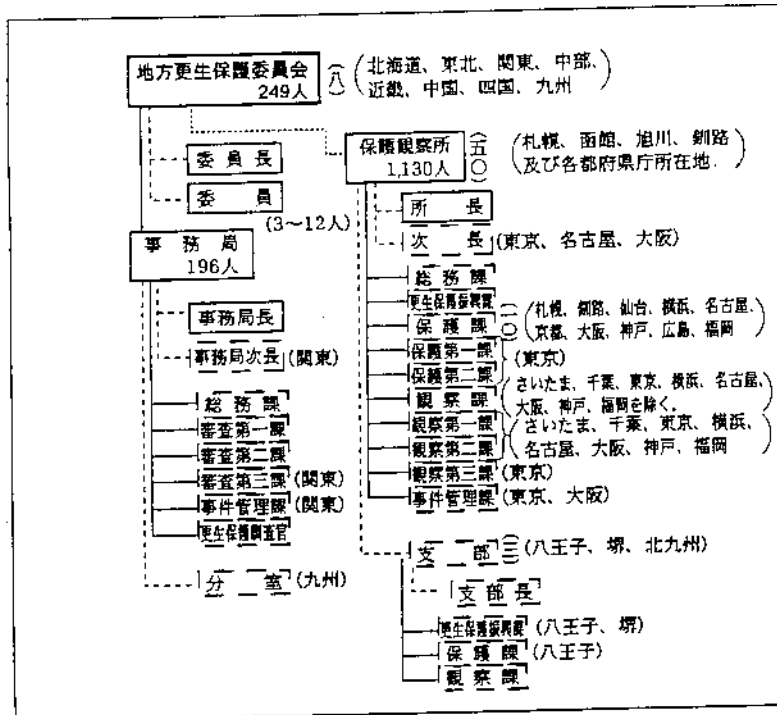 地方更生保護委員会
249人
(八)
(北海道、東北、関東、中部、
近畿、中国、四国、九州)
委員長
委員
(3〜12人)
事務局
196人
事務局長
事務局次長(関東)
総務課
審査第一課
審査第二課
審査第三課(関東)
事件管理課(関東)
更生保護調査官
分室(九州)
保護観察所
1,130人
(五〇)
(札幌、函館、旭川、釧路
及び各都府県庁所在地.)
所長
次長(東京、名古屋、大阪)
総務課
更生保護振興課
保護課
(一〇)
(札幌、釧路、仙台、横浜、名古屋、
京都、大阪、神戸、広島、福岡)
保護第一課
保護第二課
(東京)
観察課
(さいたま、千葉、東京、横浜、名古屋、
大阪、神戸、福岡を除く。)
観察第一課
観察第二課
(さいたま、千葉、東京、横浜、
名古屋、大阪、神戸、福岡)
観察第三課(東京)
事件管理課(東京、大阪)
支部(三)(八王子、堺、北九州)
支部長
更生保護振興課(八王子、堺)
保護課(八王子)
観察課